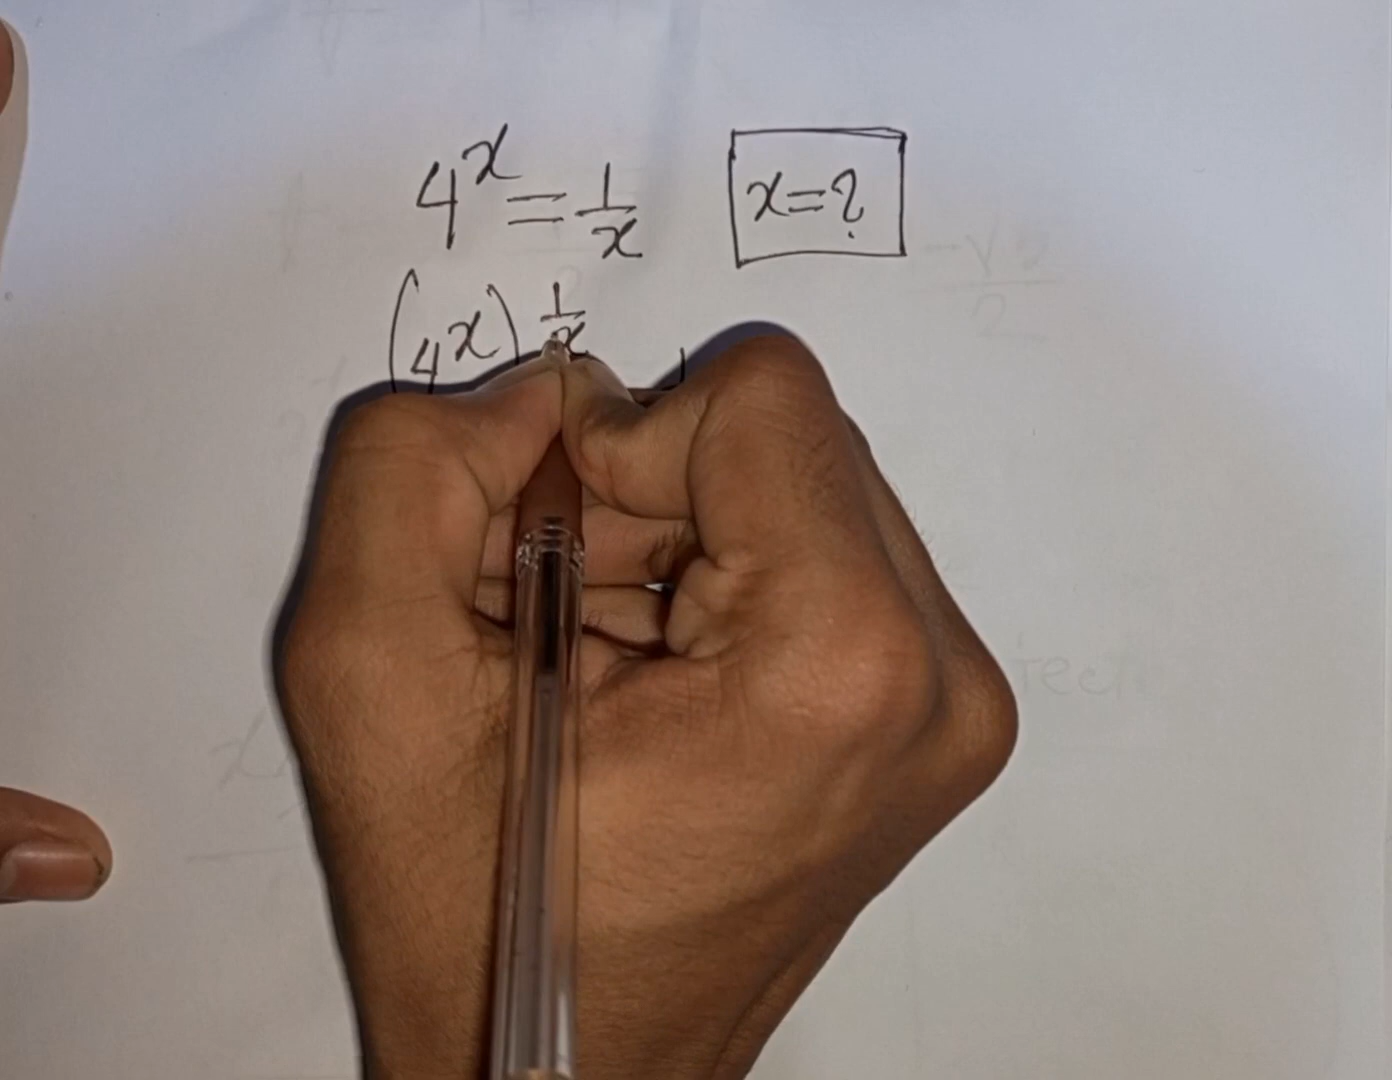 4^x = 1/x x = ?
(4^x)^(1/x)